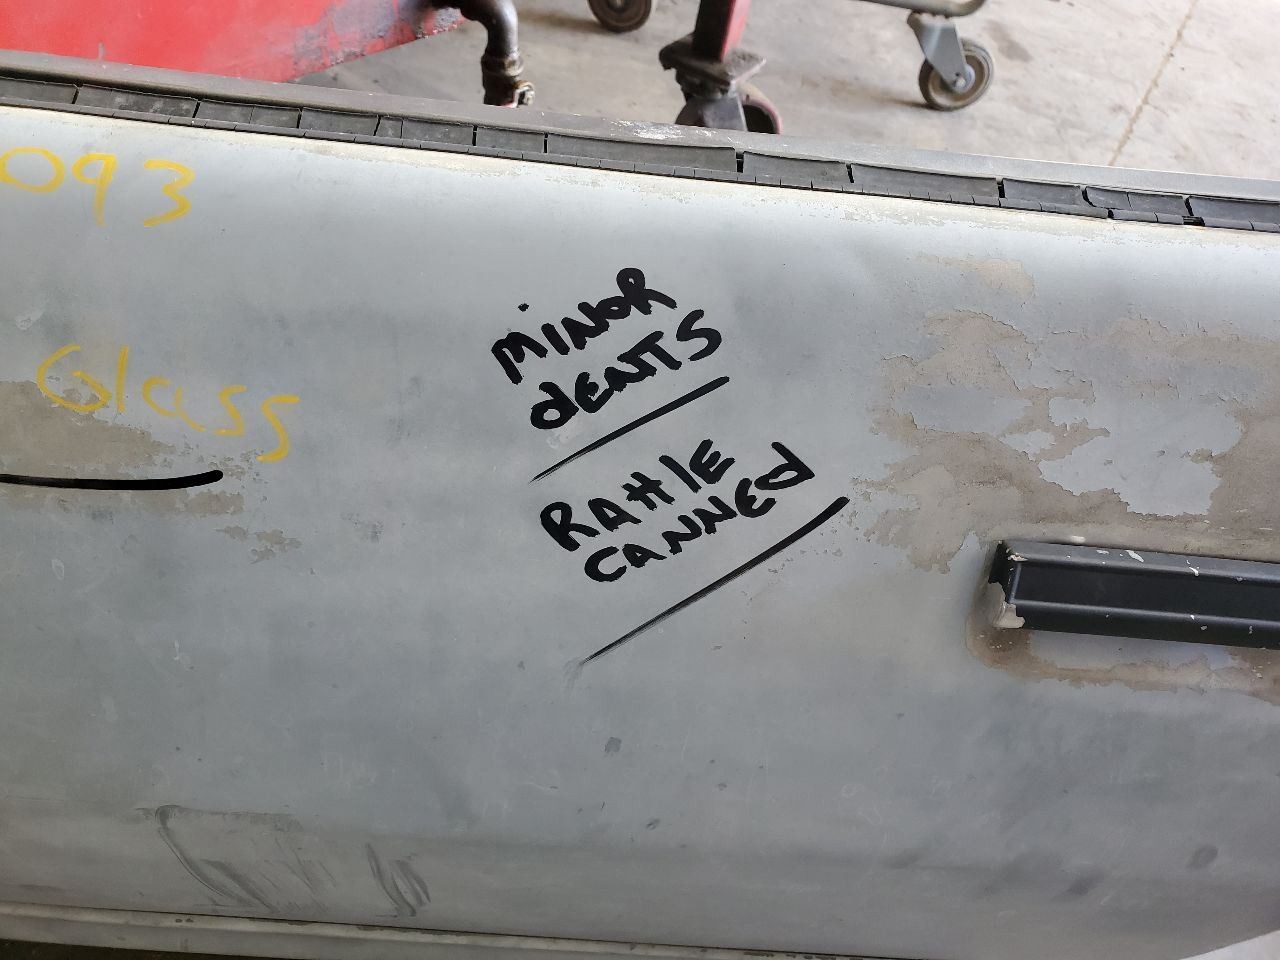 093
Glass
MINOR
dENTS
RATTLE
CANNEd